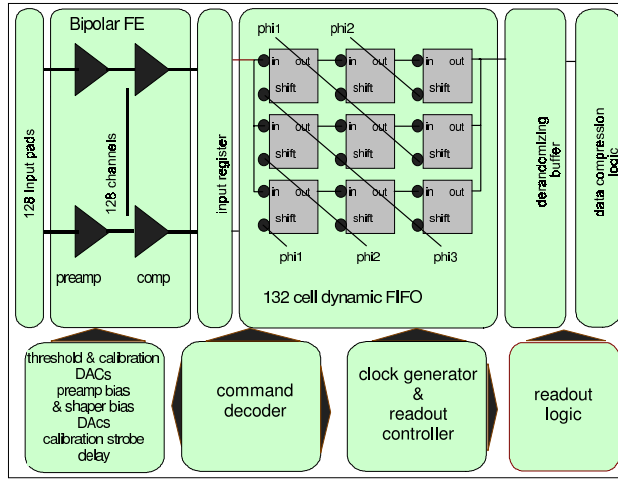 Bipolar FE
128 Input pads
128 channels
preamp
comp
input register
phi1
phi2
in out in out in out
shift shift shift
in out in out in out
shift shift shift
in out in out in out
shift shift shift
phi1
phi2
phi3
132 cell dynamic FIFO
derandomizing
buffer
data compression
logic
threshold & calibration
DACs
preamp bias
& shaper bias
DAcs
calibration strobe
delay
command
decoder
clock generator
&
readout
controller
readout
logic